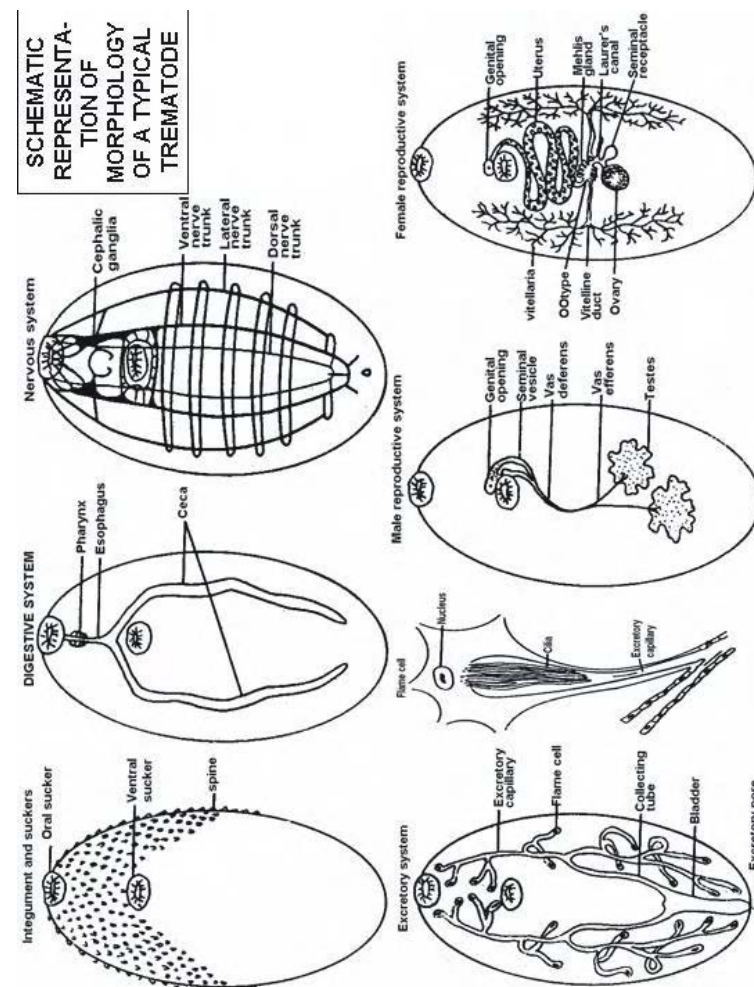 SCHEMATIC
REPRESENTA-
TION OF
MORPHOLOGY
OF A TYPICAL
TREMATODE
Integument and suckers
Oral sucker
Ventral
sucker
spine
DIGESTIVE SYSTEM
Pharynx
Esophagus
Ceca
Nervous system
Cephalic
ganglia
Ventral nerve
trunk
Lateral
nerve
trunk
Dorsal
nerve
trunk
Excretory system
Excretory
capillary
Flame cell
Collecting
tube
Bladder
Excretory pore
Flame cell
Nucleus
Cilia
Excretory
capillary
Male reproductive system
Genital
opening
Seminal
vesicle
Vas
deferens
Vas
efferens
Testes
Female reproductive system
Genital
opening
Uterus
Mehlis
gland
Laurer's
canal
Seminal
receptacle
vitellaria
OOtype
Vitelline
duct
Ovary